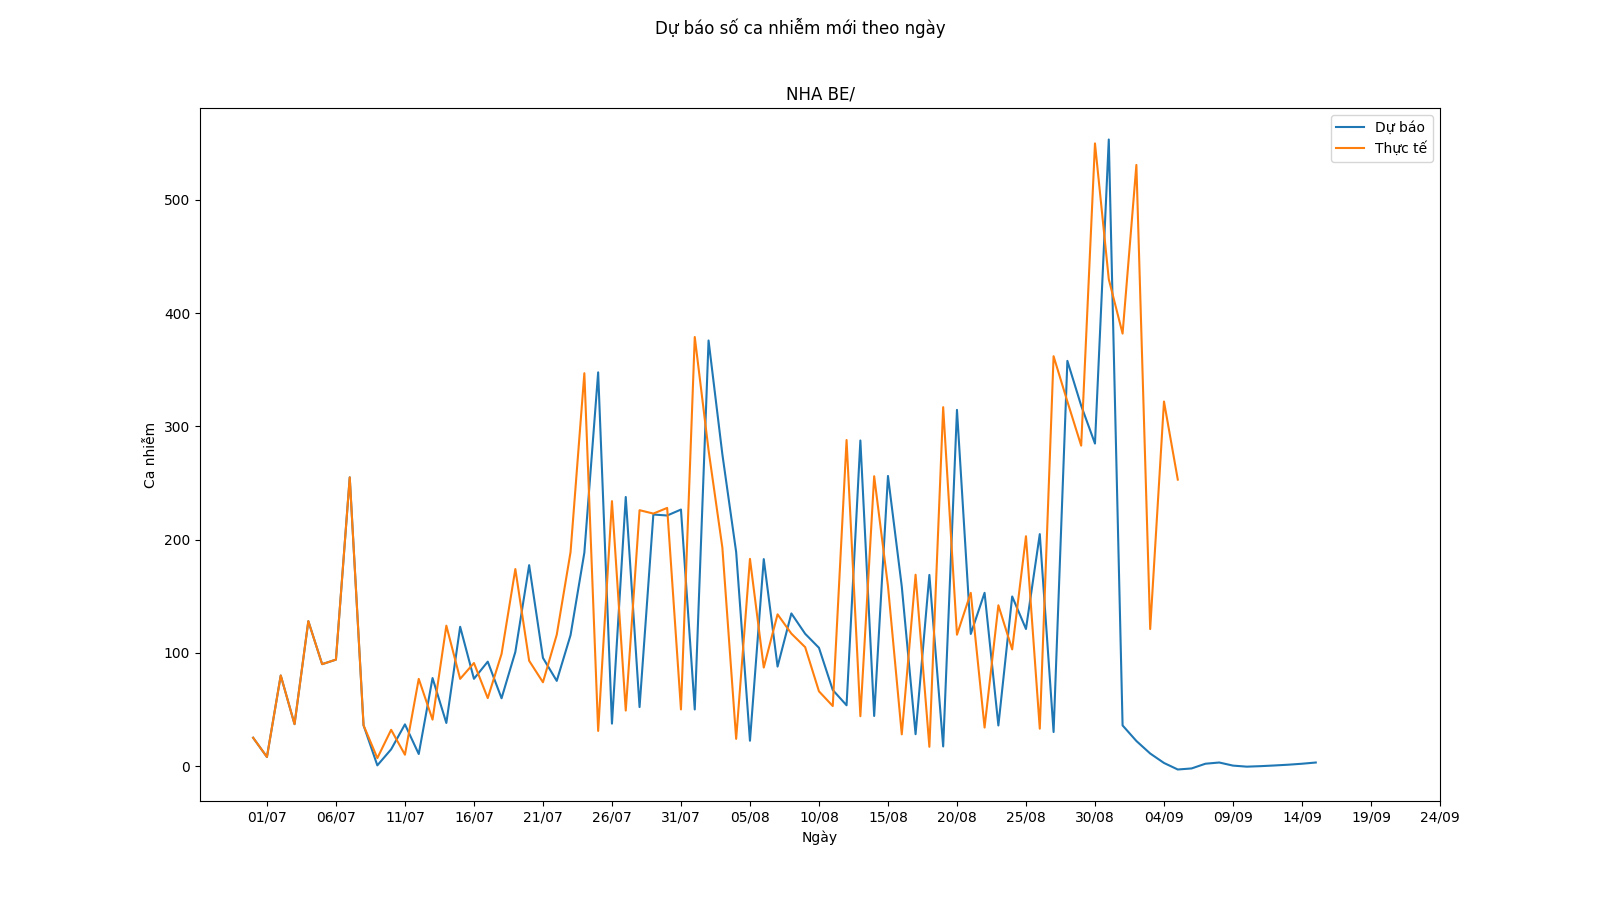 Dự báo số ca nhiễm mới theo ngày
NHA BE/
Dự báo
Thực tế
500
400
300
200
100
0
Ca nhiễm
01/07 06/07 11/07 16/07 21/07 26/07 31/07 05/08 10/08 15/08 20/08 25/08 30/08 04/09 09/09 14/09 19/09 24/09
Ngày